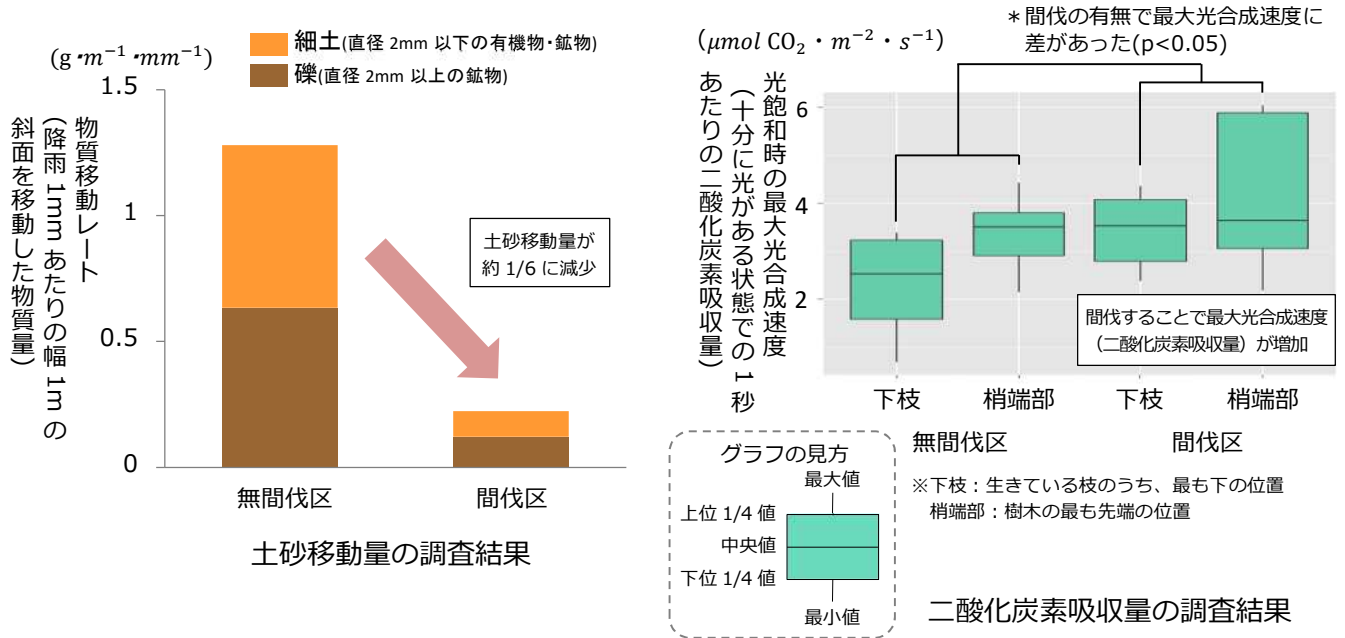 (g・m⁻¹・mm⁻¹)
細土(直径 2mm 以下の有機物・鉱物)
礫(直径 2mm 以上の鉱物)
物質移動レート
(降雨 1mm あたりの幅 1m の
斜面を移動した物質量)
1.5
1
0.5
0
土砂移動量が
約 1/6 に減少
無間伐区
間伐区
土砂移動量の調査結果
(μmol CO₂・m⁻²・s⁻¹)
＊間伐の有無で最大光合成速度に
差があった(p<0.05)
光飽和時の最大光合成速度
(十分に光がある状態での 1 秒
あたりの二酸化炭素吸収量)
6
4
2
間伐することで最大光合成速度
（二酸化炭素吸収量）が増加
下枝
梢端部
下枝
梢端部
無間伐区
間伐区
※下枝：生きている枝のうち、最も下の位置
梢端部：樹木の最も先端の位置
グラフの見方
最大値
上位 1/4 値
中央値
下位 1/4 値
最小値
二酸化炭素吸収量の調査結果